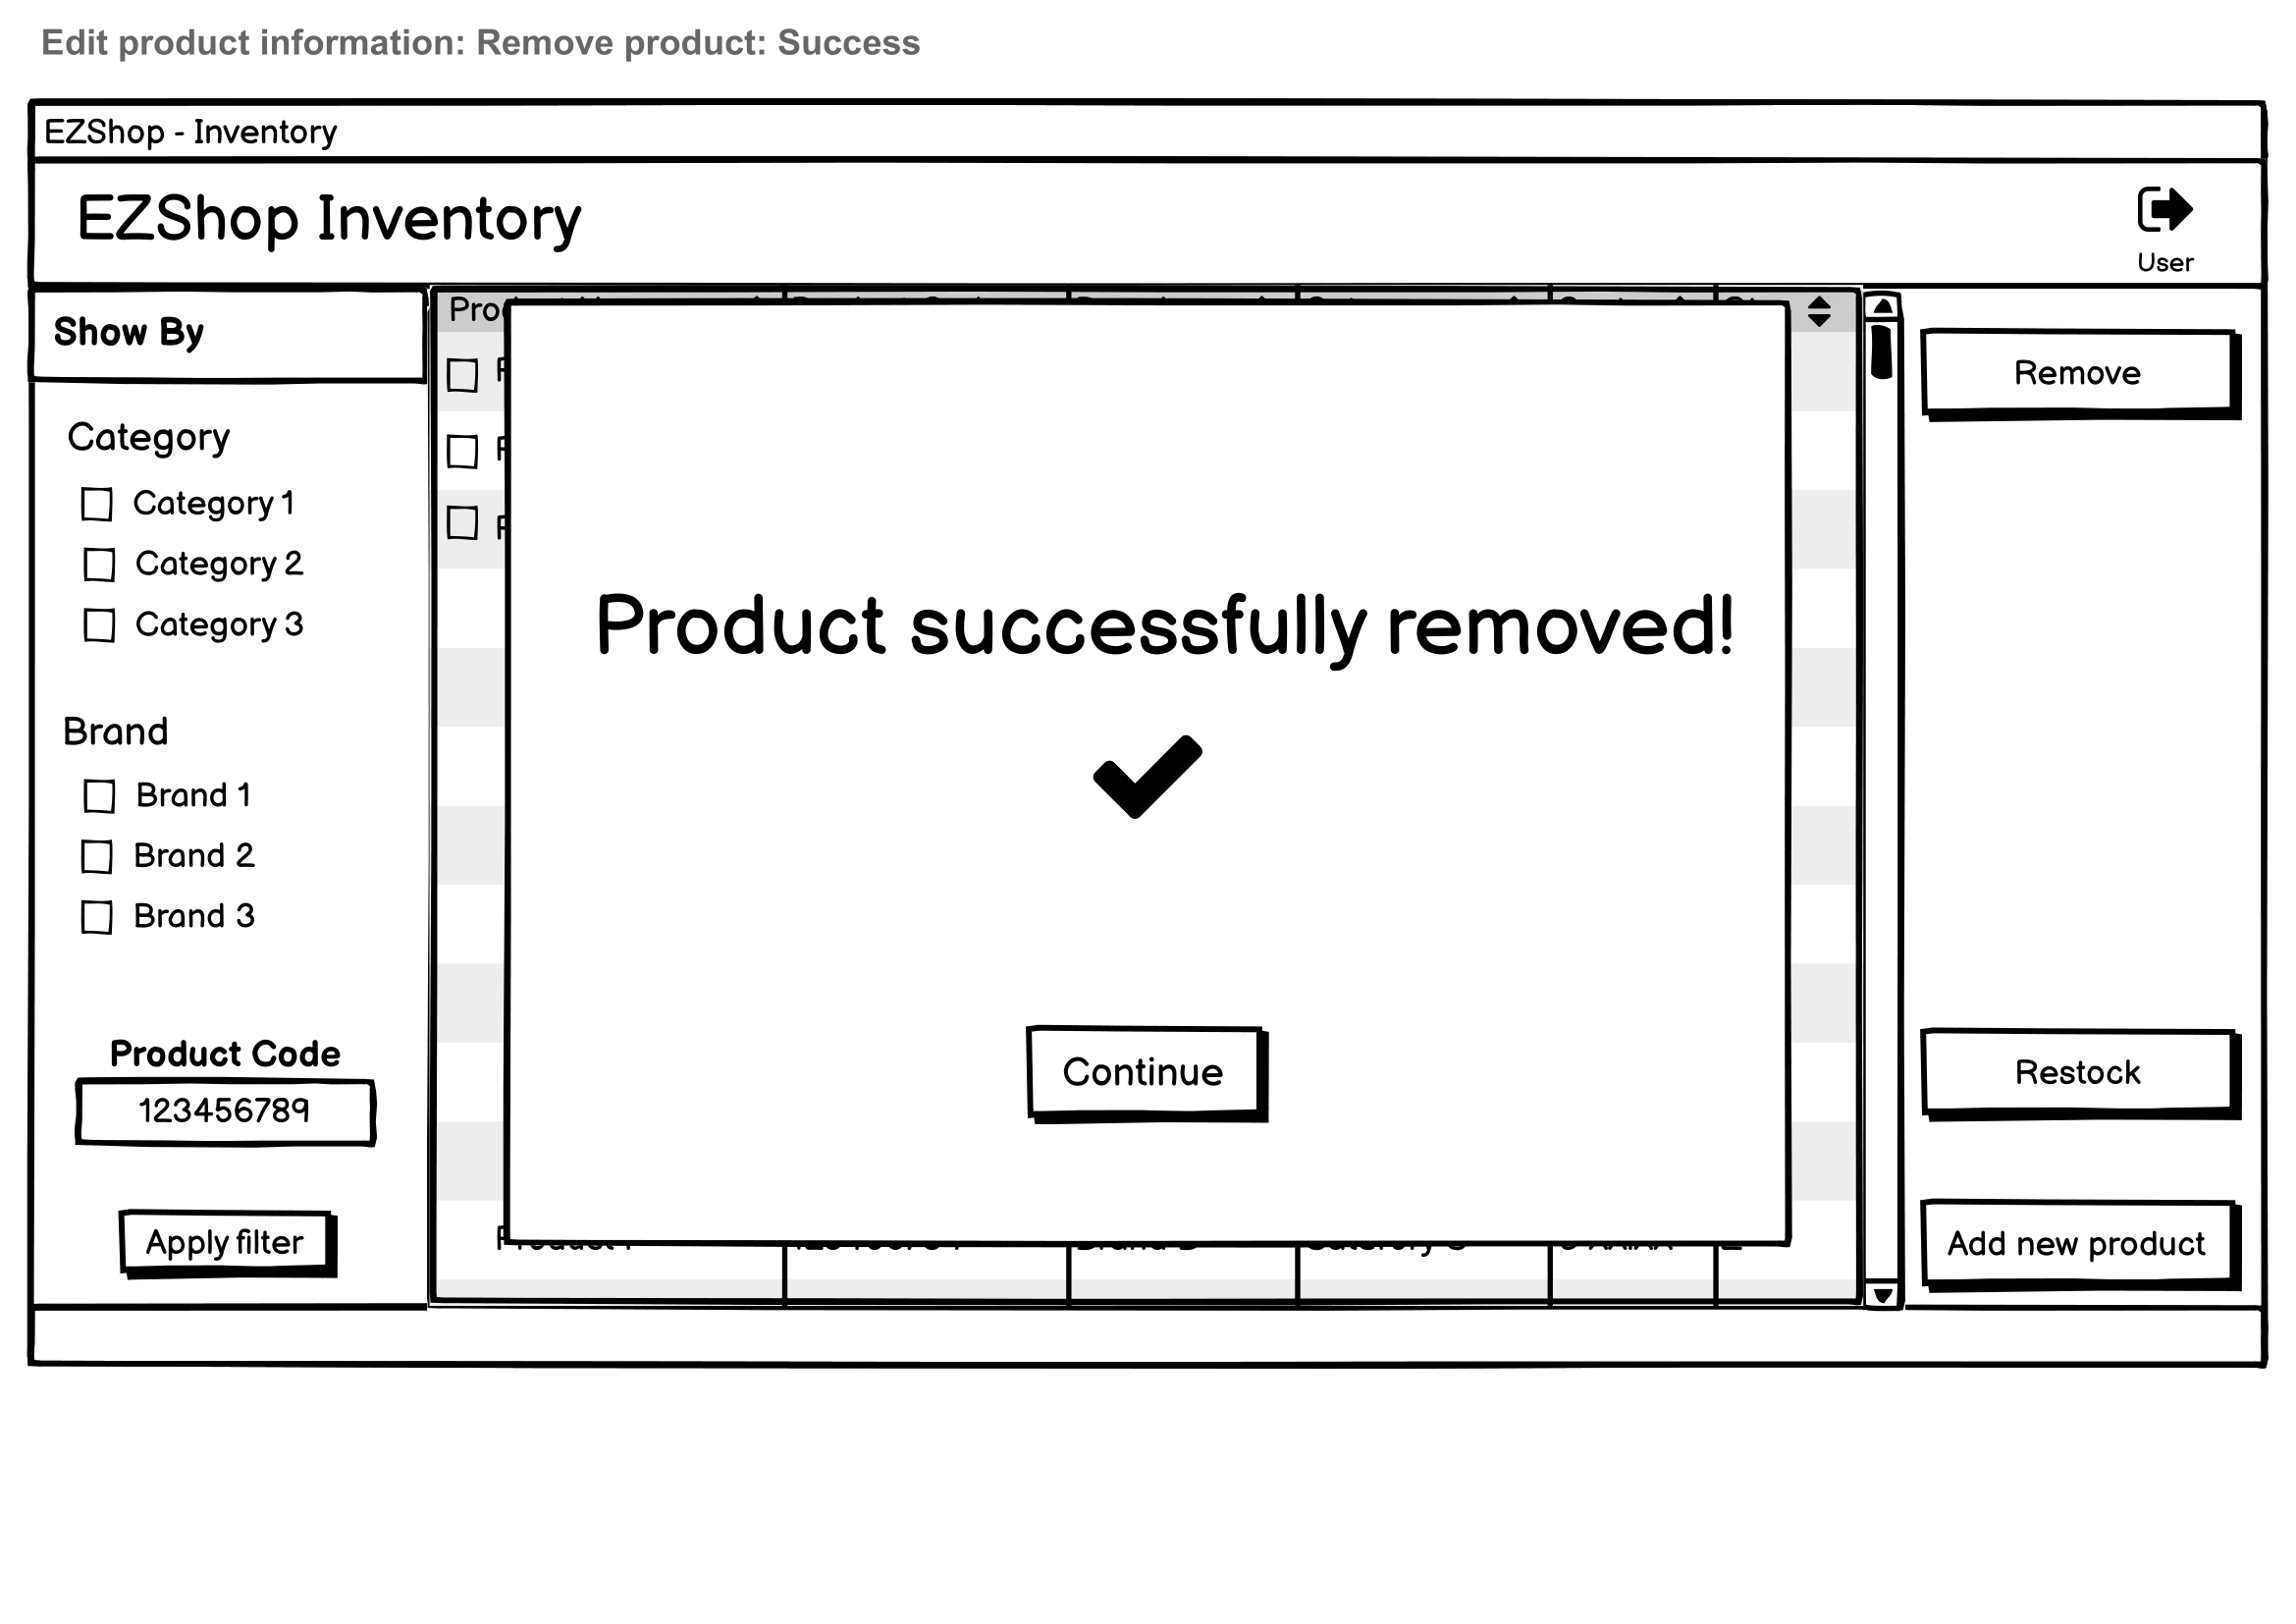 Edit product information: Remove product: Success
EZShop - Inventory
EZShop Inventory
User
Show By
Category
Category 1
Category 2
Category 3
Brand
Brand 1
Brand 2
Brand 3
Product Code
123456789
Apply filter
Product successfully removed!
Continue
Remove
Restock
Add new product